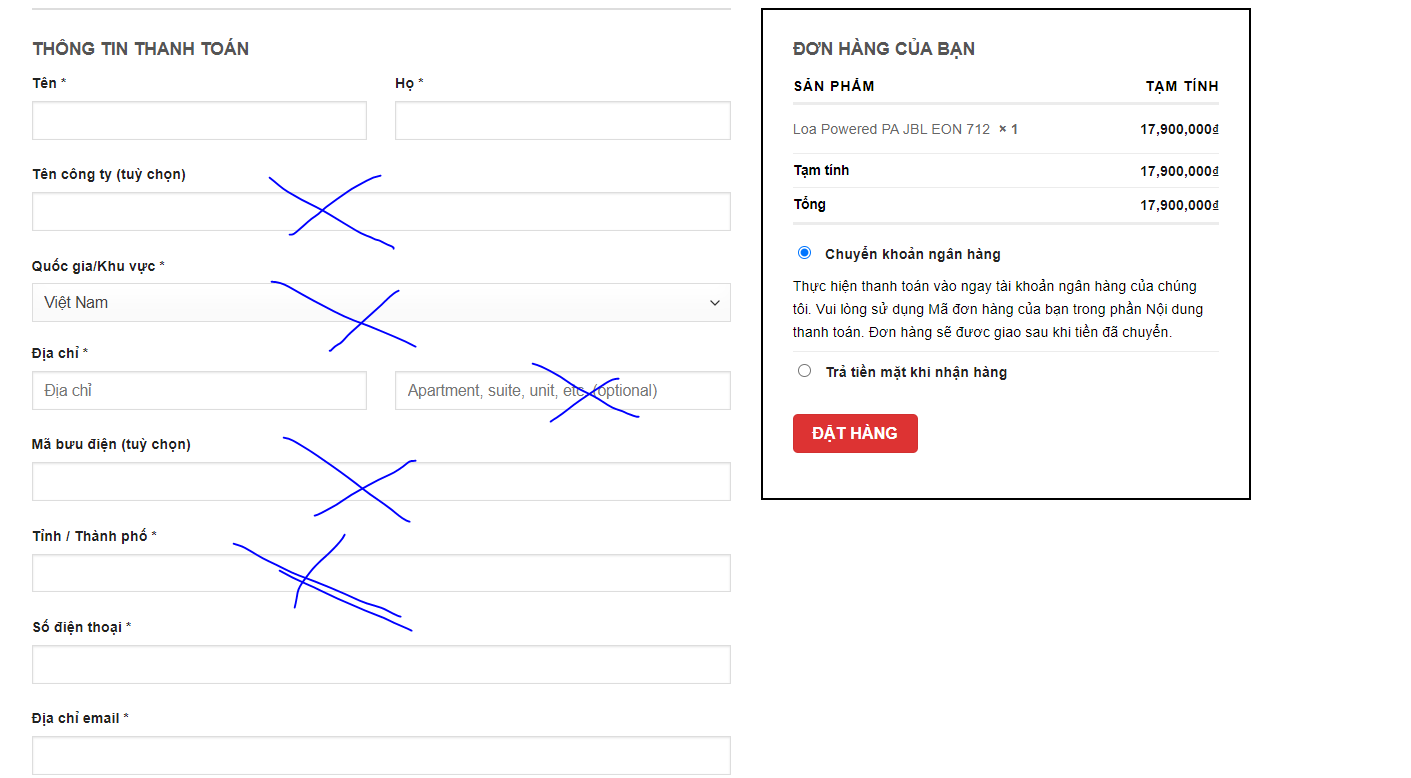 THÔNG TIN THANH TOÁN
Tên *
Họ *
Tên công ty (tuỳ chọn)
Quốc gia/Khu vực *
Việt Nam
Địa chỉ *
Địa chỉ
Apartment, suite, unit, etc. (optional)
Mã bưu điện (tuỳ chọn)
Tỉnh / Thành phố *
Số điện thoại *
Địa chỉ email *
ĐƠN HÀNG CỦA BẠN
SẢN PHẨM TẠM TÍNH
Loa Powered PA JBL EON 712 × 1 17,900,000₫
Tạm tính 17,900,000₫
Tổng 17,900,000₫
Chuyển khoản ngân hàng
Thực hiện thanh toán vào ngay tài khoản ngân hàng của chúng
tôi. Vui lòng sử dụng Mã đơn hàng của bạn trong phần Nội dung
thanh toán. Đơn hàng sẽ đươc giao sau khi tiền đã chuyển.
Trả tiền mặt khi nhận hàng
ĐẶT HÀNG